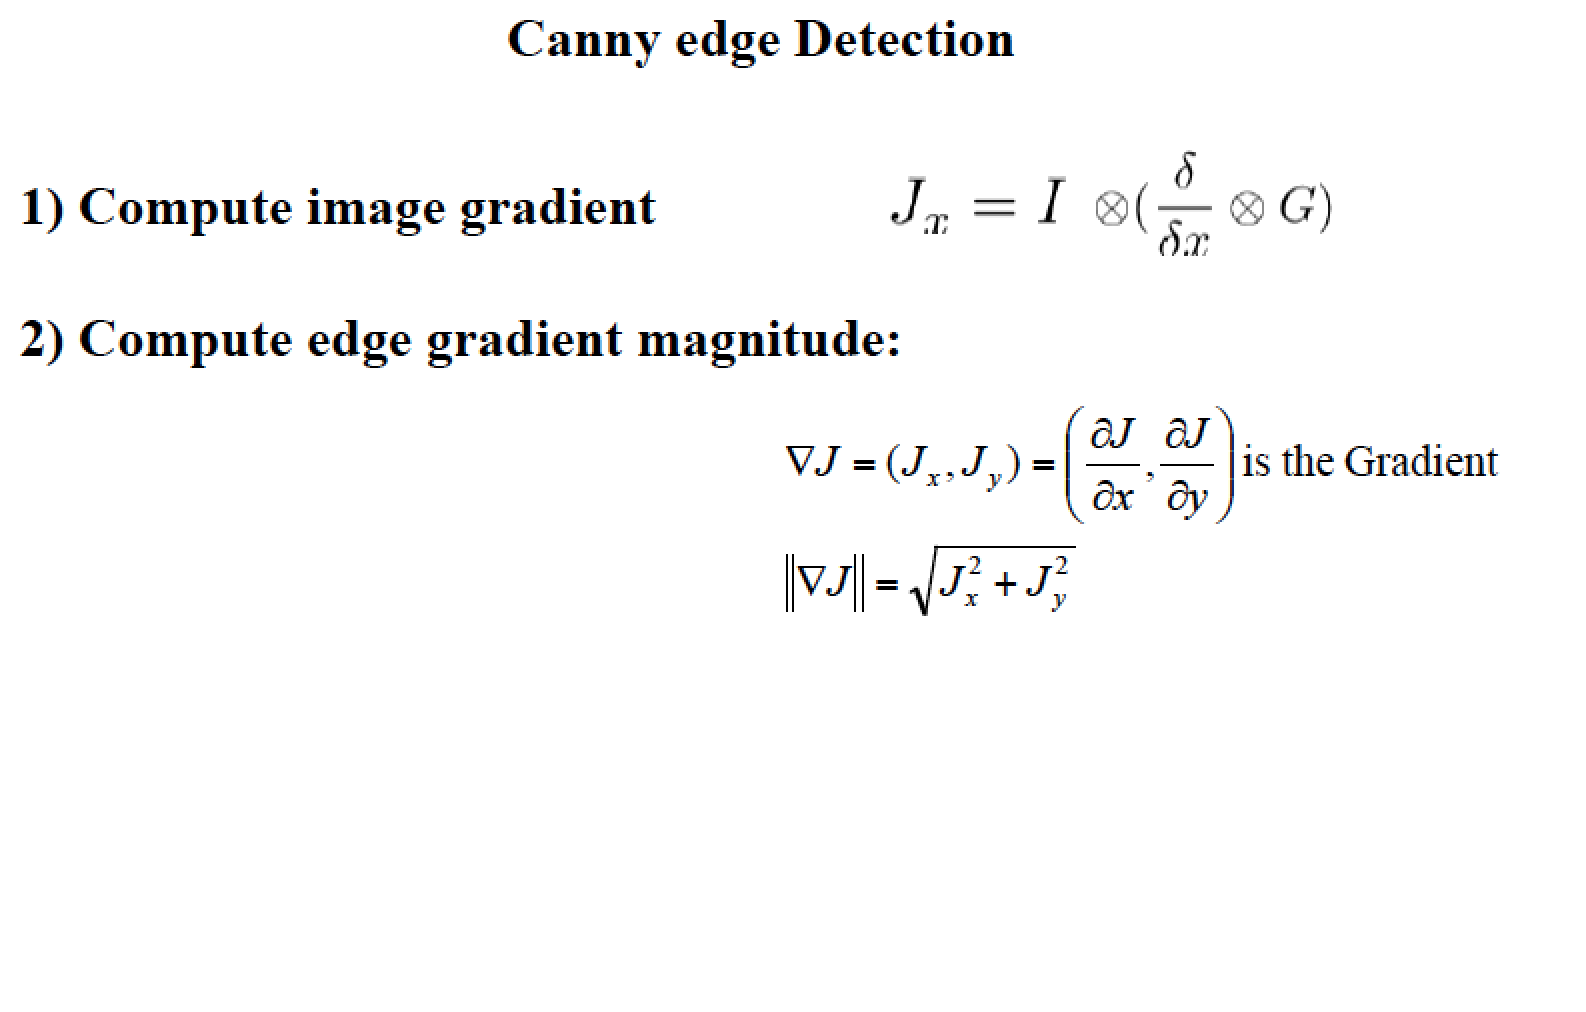 Canny edge Detection
1) Compute image gradient J_x = I ⊗(δ/δx ⊗ G)
2) Compute edge gradient magnitude:
∇J = (J_x, J_y) = (∂J/∂x, ∂J/∂y) is the Gradient
‖∇J‖ = √(J_x² + J_y²)